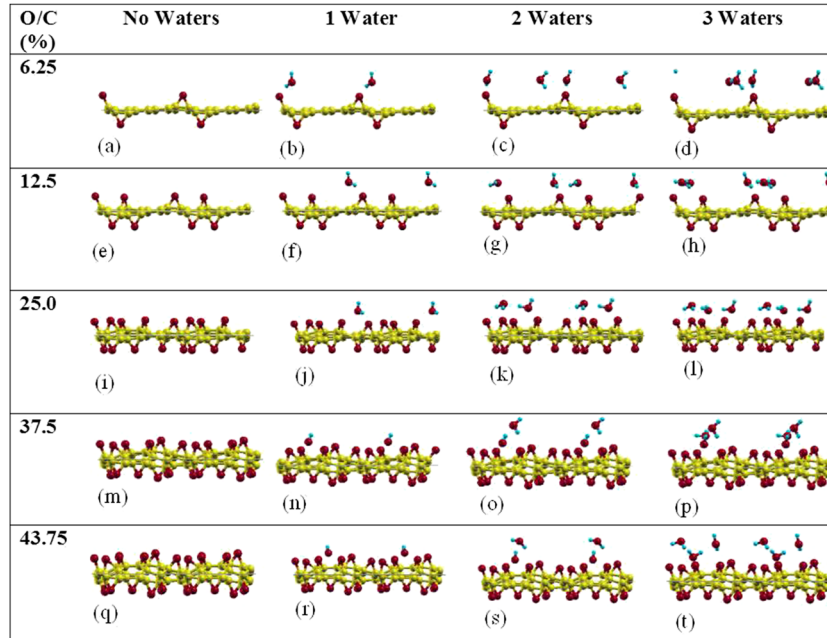 O/C No Waters 1 Water 2 Waters 3 Waters
(%)
6.25
(a) (b) (c) (d)
12.5
(e) (f) (g) (h)
25.0
(i) (j) (k) (l)
37.5
(m) (n) (o) (p)
43.75
(q) (r) (s) (t)